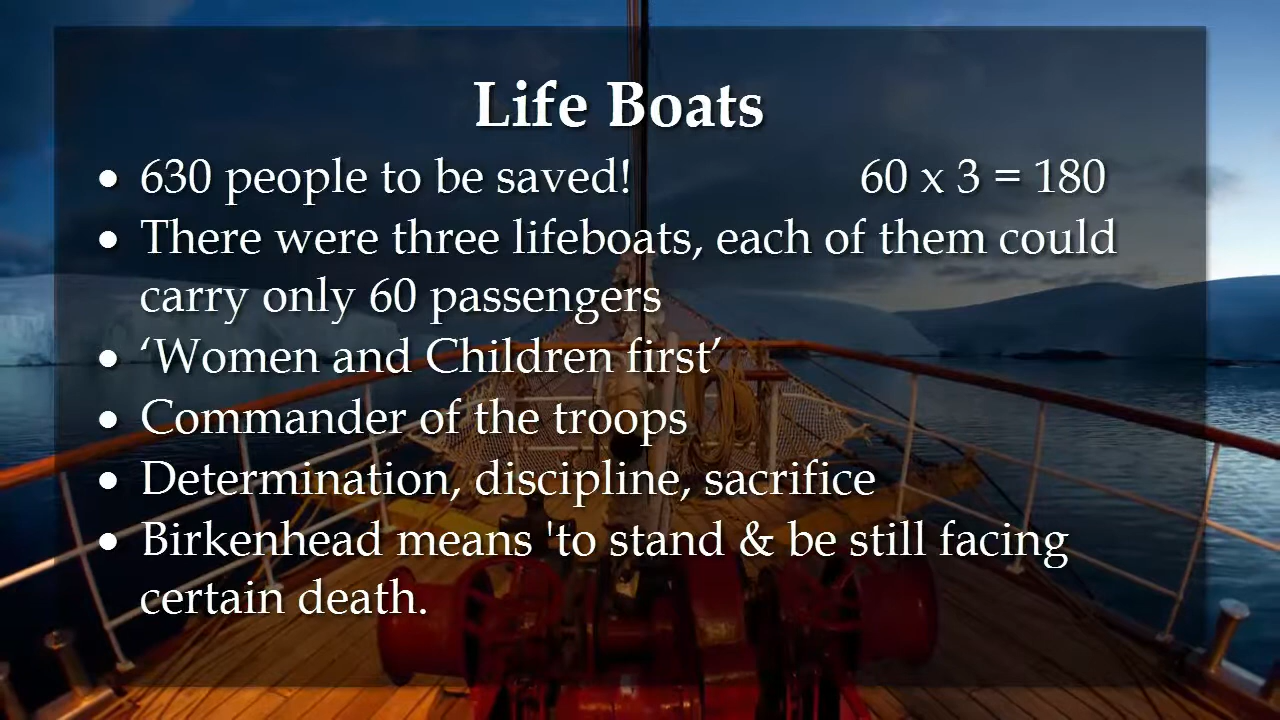 Life Boats
• 630 people to be saved! 60 x 3 = 180
• There were three lifeboats, each of them could
carry only 60 passengers
• ‘Women and Children first’
• Commander of the troops
• Determination, discipline, sacrifice
• Birkenhead means 'to stand & be still facing
certain death.